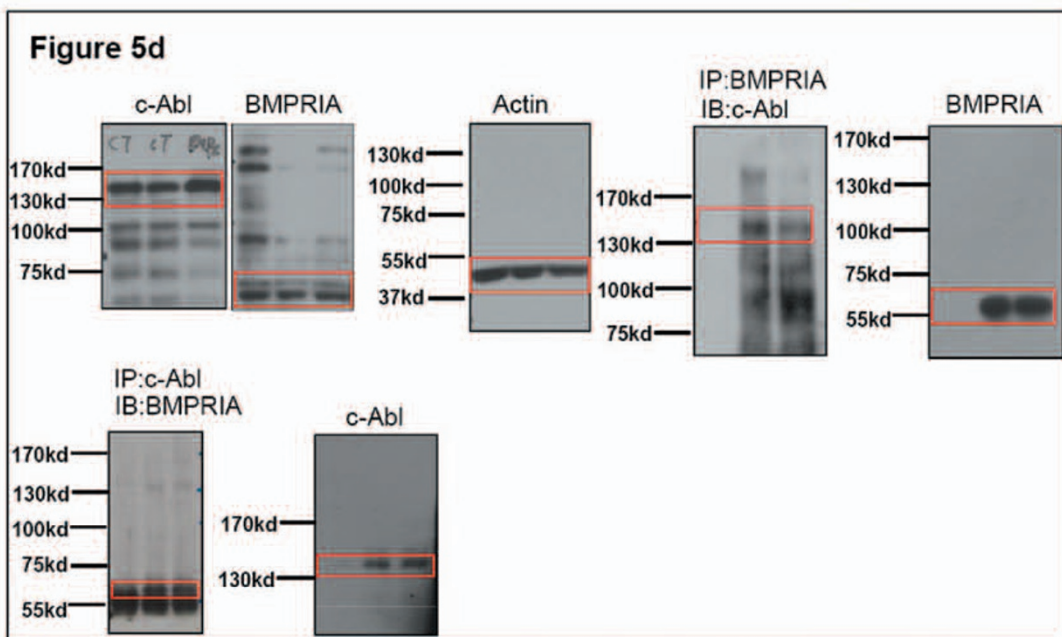 Figure 5d
c-Abl
BMPRIA
Actin
IP:BMPRIA
IB:c-Abl
BMPRIA
CT CT
170kd
130kd
100kd
75kd
130kd
100kd
75kd
55kd
37kd
170kd
130kd
100kd
75kd
170kd
130kd
100kd
75kd
55kd
IP:c-Abl
IB:BMPRIA
c-Abl
170kd
130kd
100kd
75kd
55kd
170kd
130kd